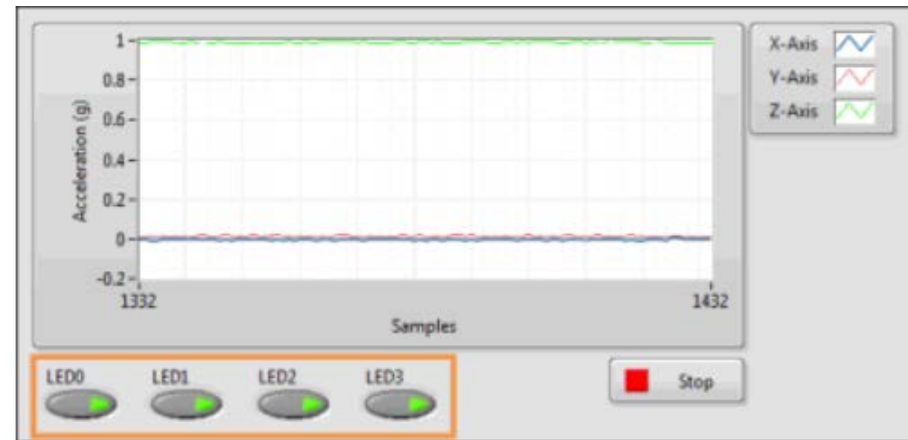 1
0.8
0.6
0.4
0.2
0
-0.2
Acceleration (g)
1332
1432
Samples
X-Axis
Y-Axis
Z-Axis
LED0
LED1
LED2
LED3
Stop